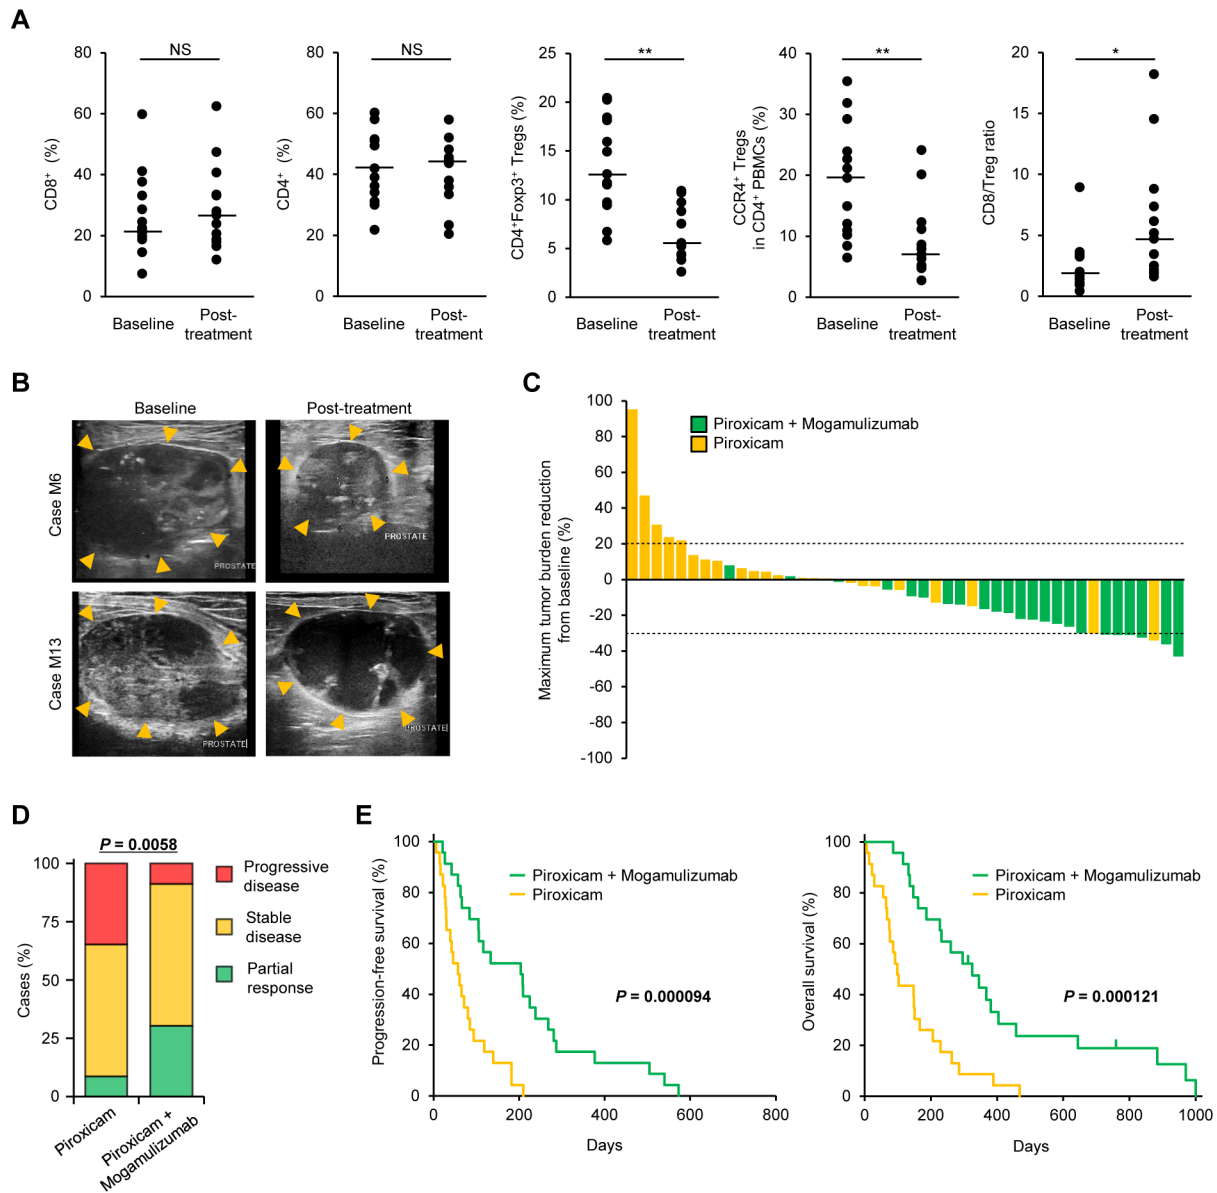 A
80
60
40
20
0
CD8+ (%)
NS
Baseline
Post-
treatment
80
60
40
20
0
CD4+ (%)
NS
Baseline
Post-
treatment
25
20
15
10
5
0
CD4+Foxp3+ Tregs (%)
**
Baseline
Post-
treatment
40
30
20
10
0
CCR4+ Tregs
in CD4+ PBMCs (%)
**
Baseline
Post-
treatment
20
15
10
5
0
CD8/Treg ratio
*
Baseline
Post-
treatment
B
Baseline
Post-treatment
Case M6
PROSTATE
PROSTATE
Case M13
PROSTATE
PROSTATE
C
100
80
60
40
20
0
-20
-40
-60
-80
-100
Maximum tumor burden reduction
from baseline (%)
Piroxicam + Mogamulizumab
Piroxicam
D
P = 0.0058
100
75
50
25
0
Cases (%)
Piroxicam
Piroxicam +
Mogamulizumab
Progressive
disease
Stable
disease
Partial
response
E
100
80
60
40
20
0
Progression-free survival (%)
Piroxicam + Mogamulizumab
Piroxicam
P = 0.000094
0
200
400
600
800
Days
100
80
60
40
20
0
Overall survival (%)
Piroxicam + Mogamulizumab
Piroxicam
P = 0.000121
0
200
400
600
800
1000
Days